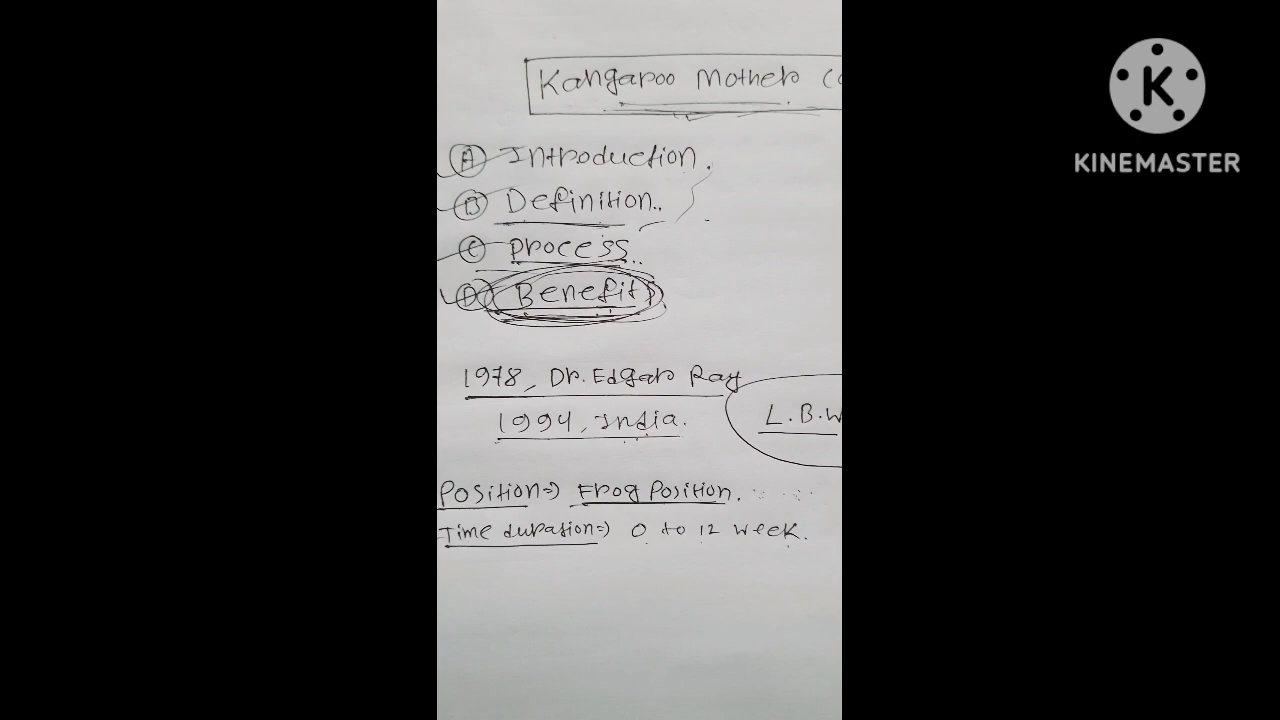 Kangaroo Mother (
A Introduction.
B Definition..
C process..
D Benefits
1978, Dr. Edgar Ray
1994, India.
L.B.W
Position=> Frog Position.
Time duration=> 0 to 12 week.
K
KINEMASTER